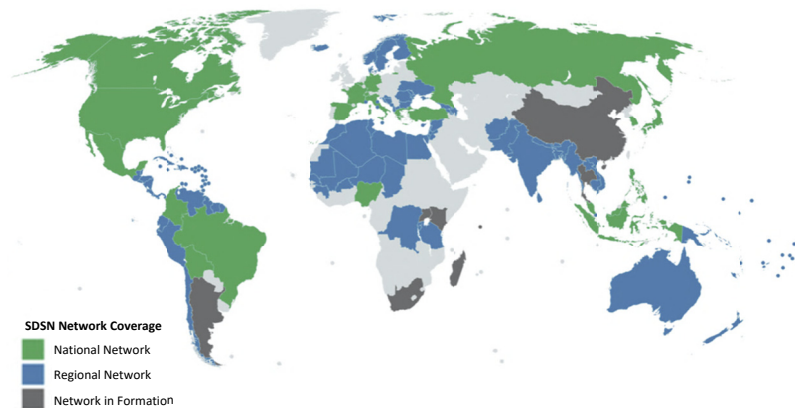 SDSN Network Coverage
National Network
Regional Network
Network in Formation